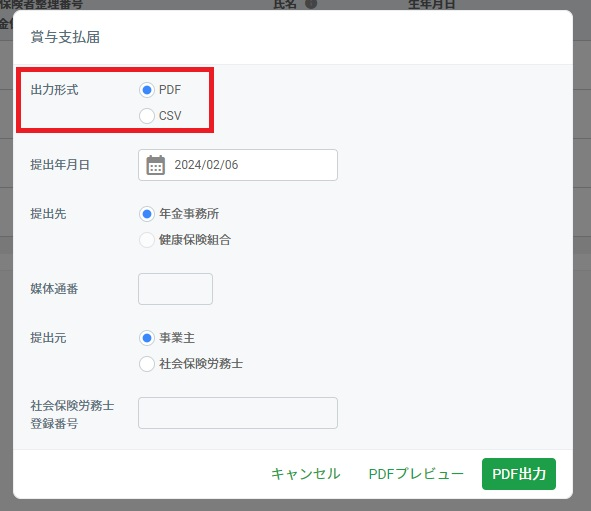 保険者整理番号 氏名 生年月日
賞与支払届
出力形式
PDF
CSV
提出年月日 2024/02/06
提出先
年金事務所
健康保険組合
媒体通番
提出元
事業主
社会保険労務士
社会保険労務士
登録番号
キャンセル PDFプレビュー PDF出力